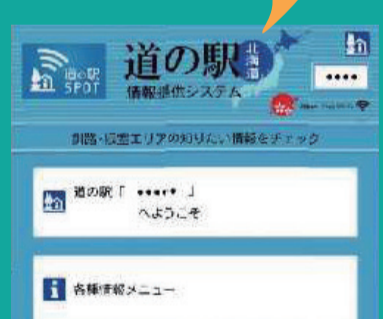 道の駅
SPOT
道の駅
北海道
情報提供システム
••••
釧路・根室エリアの知りたい情報をチェック
道の駅「 •••••• 」
へようこそ
i 各種情報メニュー